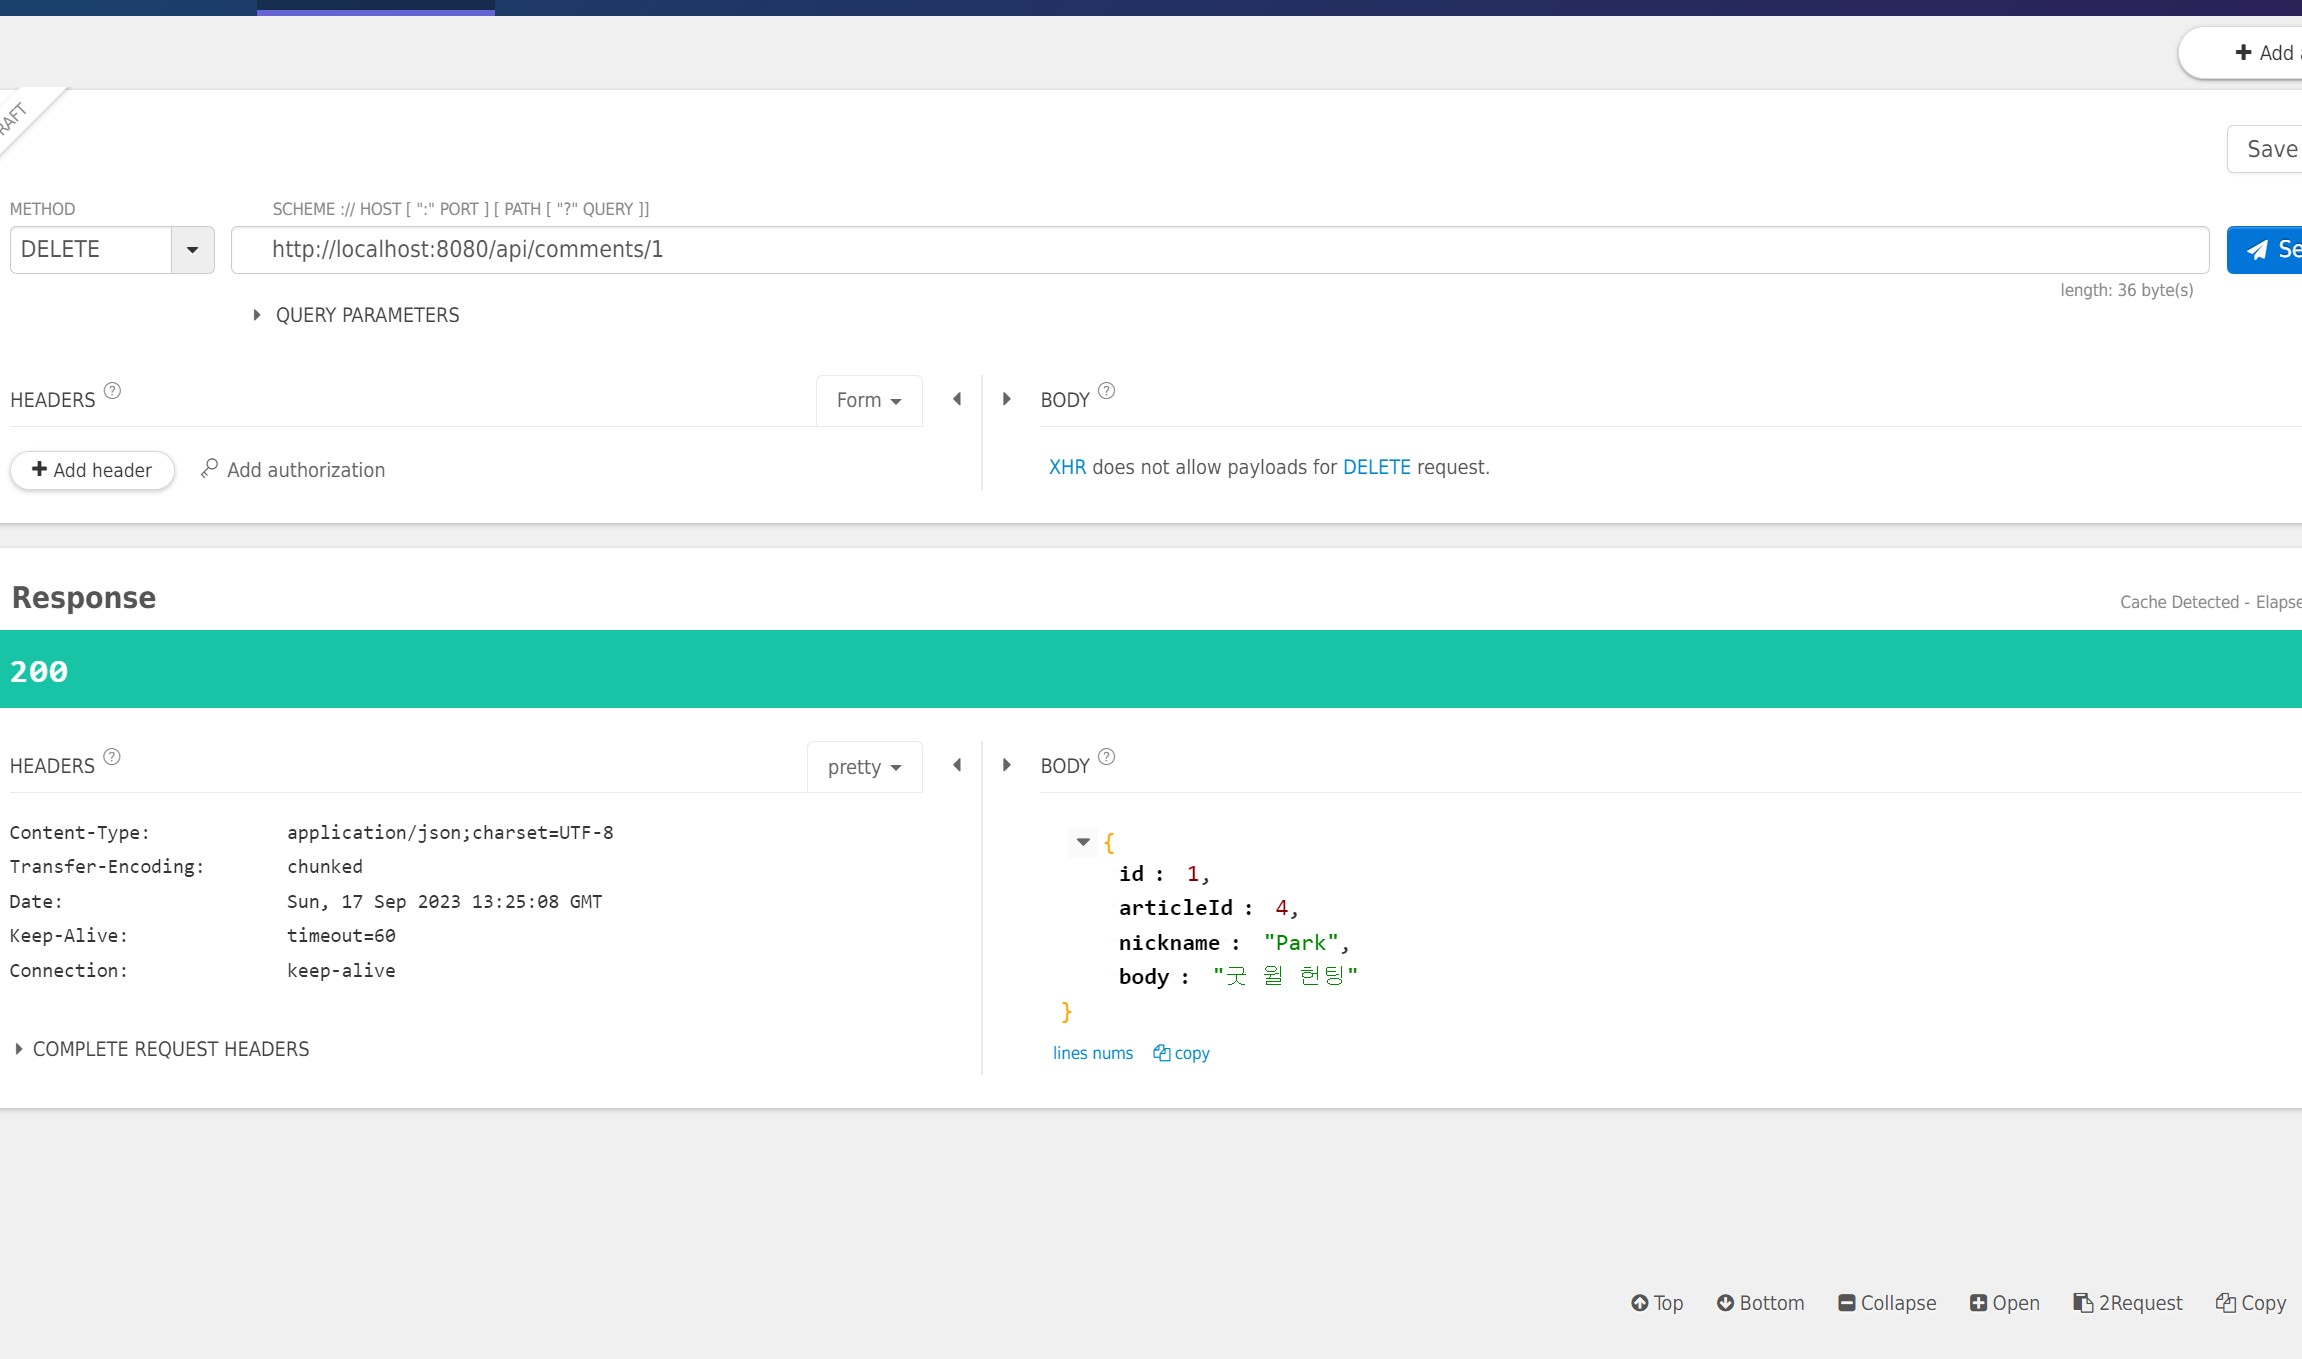 Add
METHOD
SCHEME :// HOST [ ":" PORT ] [ PATH [ "?" QUERY ]]
Save
DELETE
http://localhost:8080/api/comments/1
length: 36 byte(s)
QUERY PARAMETERS
HEADERS
Form
BODY
Add header
Add authorization
XHR does not allow payloads for DELETE request.
Response
Cache Detected -
200
HEADERS
pretty
BODY
Content-Type: application/json;charset=UTF-8
Transfer-Encoding: chunked
Date: Sun, 17 Sep 2023 13:25:08 GMT
Keep-Alive: timeout=60
Connection: keep-alive
COMPLETE REQUEST HEADERS
{
id : 1,
articleId : 4,
nickname : "Park",
body : "굿 윌 헌팅"
}
lines nums copy
Top Bottom Collapse Open 2Request Copy